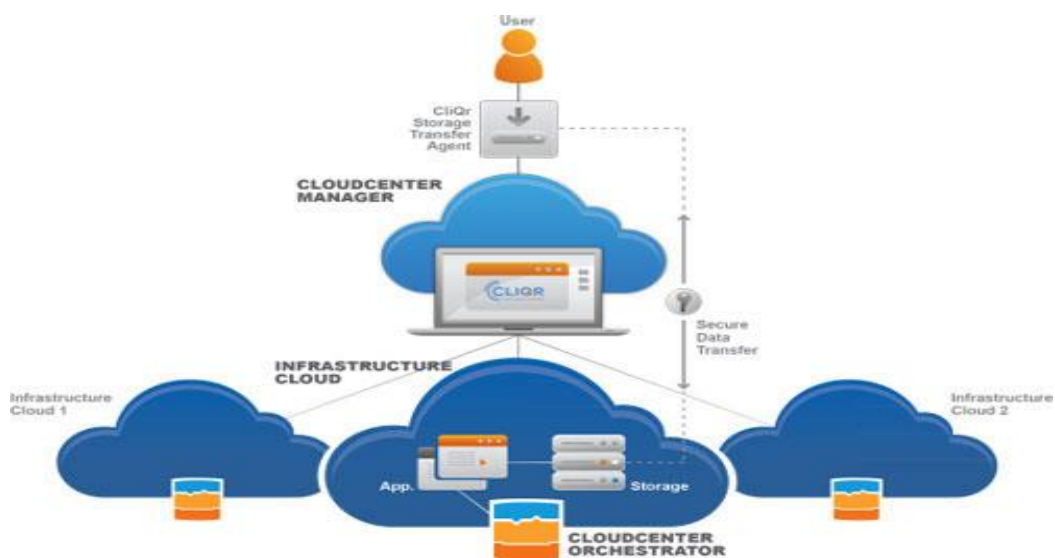 User
CliQr
Storage
Transfer
Agent
CLOUDCENTER
MANAGER
CLIQR
Secure
Data
Transfer
INFRASTRUCTURE
CLOUD
Infrastructure
Cloud 1
Infrastructure
Cloud 2
App.
Storage
CLOUDCENTER
ORCHESTRATOR